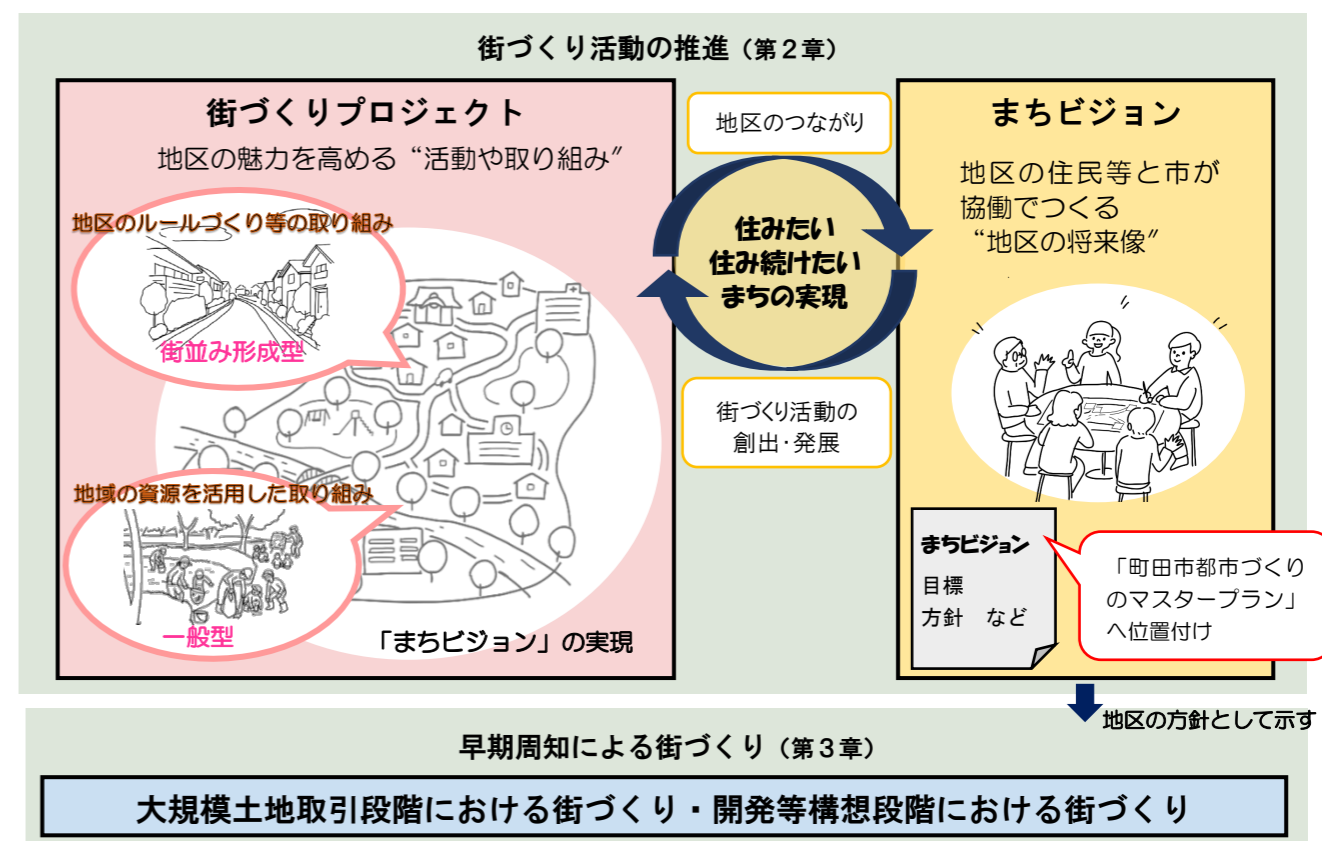 街づくり活動の推進（第２章）
街づくりプロジェクト
地区の魅力を高める“活動や取り組み”
地区のルールづくり等の取り組み
街並み形成型
地域の資源を活用した取り組み
一般型
「まちビジョン」の実現
地区のつながり
住みたい
住み続けたい
まちの実現
街づくり活動の
創出・発展
まちビジョン
地区の住民等と市が
協働でつくる
“地区の将来像”
まちビジョン
目標
方針　など
「町田市都市づくり
のマスタープラン」
へ位置付け
地区の方針として示す
早期周知による街づくり（第３章）
大規模土地取引段階における街づくり・開発等構想段階における街づくり